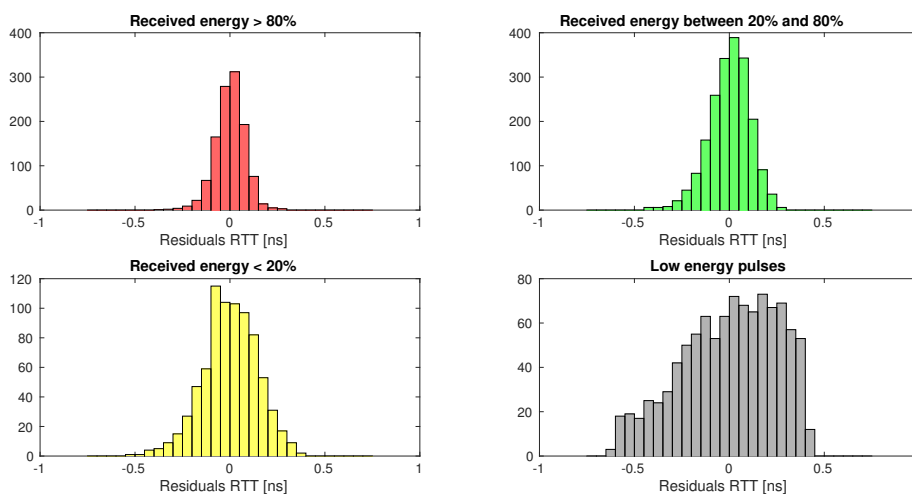 Received energy > 80%
400
300
200
100
0
-1 -0.5 0 0.5 1
Residuals RTT [ns]
Received energy between 20% and 80%
400
300
200
100
0
-1 -0.5 0 0.5
Residuals RTT [ns]
Received energy < 20%
120
100
80
60
40
20
0
-1 -0.5 0 0.5 1
Residuals RTT [ns]
Low energy pulses
80
60
40
20
0
-1 -0.5 0 0.5
Residuals RTT [ns]